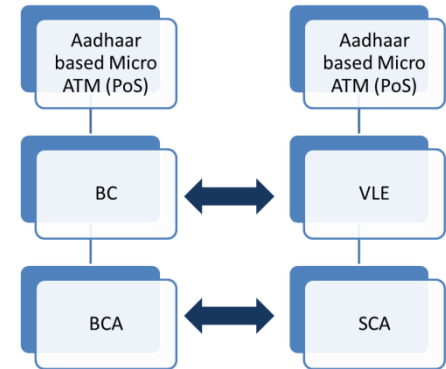 Aadhaar
based Micro
ATM (PoS)
Aadhaar
based Micro
ATM (PoS)
BC
VLE
BCA
SCA